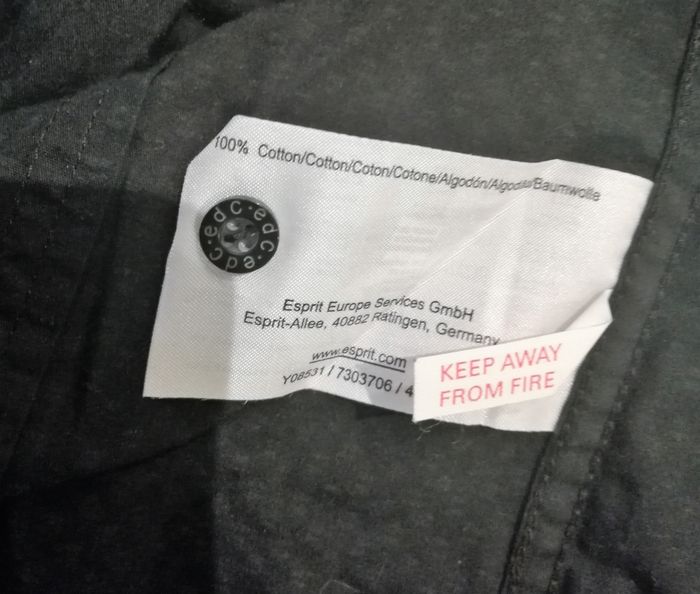 100% Cotton/Cotton/Coton/Cotone/Algodón/Algodão/Baumwolle
edc·edc·edc·
Esprit Europe Services GmbH
Esprit-Allee, 40882 Ratingen, Germany
www.esprit.com
Y08531 / 7303706 / 4
KEEP AWAY
FROM FIRE